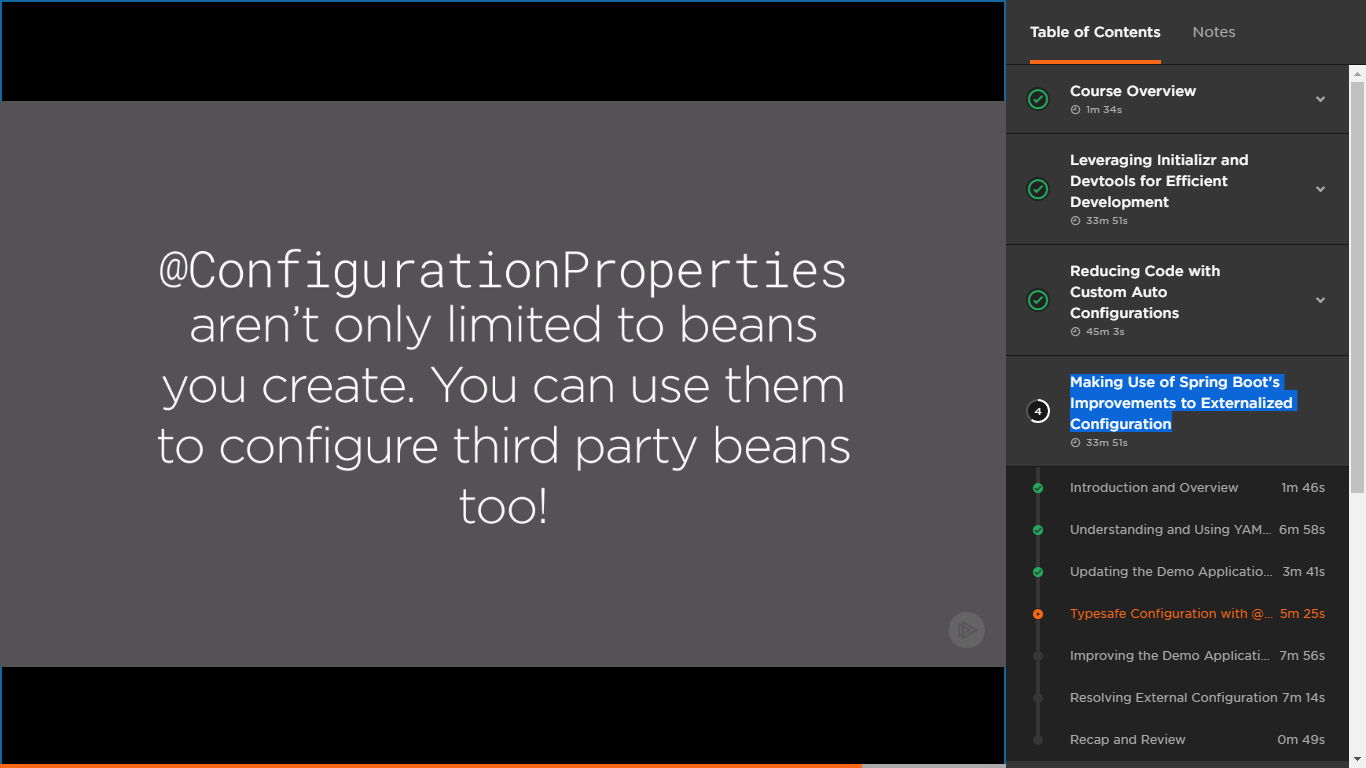 @ConfigurationProperties
aren’t only limited to beans
you create. You can use them
to configure third party beans
too!
Table of Contents
Notes
Course Overview
1m 34s
Leveraging Initializr and
Devtools for Efficient
Development
33m 51s
Reducing Code with
Custom Auto
Configurations
45m 3s
4
Making Use of Spring Boot's
Improvements to Externalized
Configuration
33m 51s
Introduction and Overview 1m 46s
Understanding and Using YAM... 6m 58s
Updating the Demo Applicatio... 3m 41s
Typesafe Configuration with @... 5m 25s
Improving the Demo Applicati... 7m 56s
Resolving External Configuration 7m 14s
Recap and Review 0m 49s